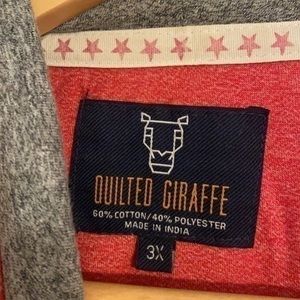 QUILTED GIRAFFE
60% COTTON/40% POLYESTER
MADE IN INDIA
3X